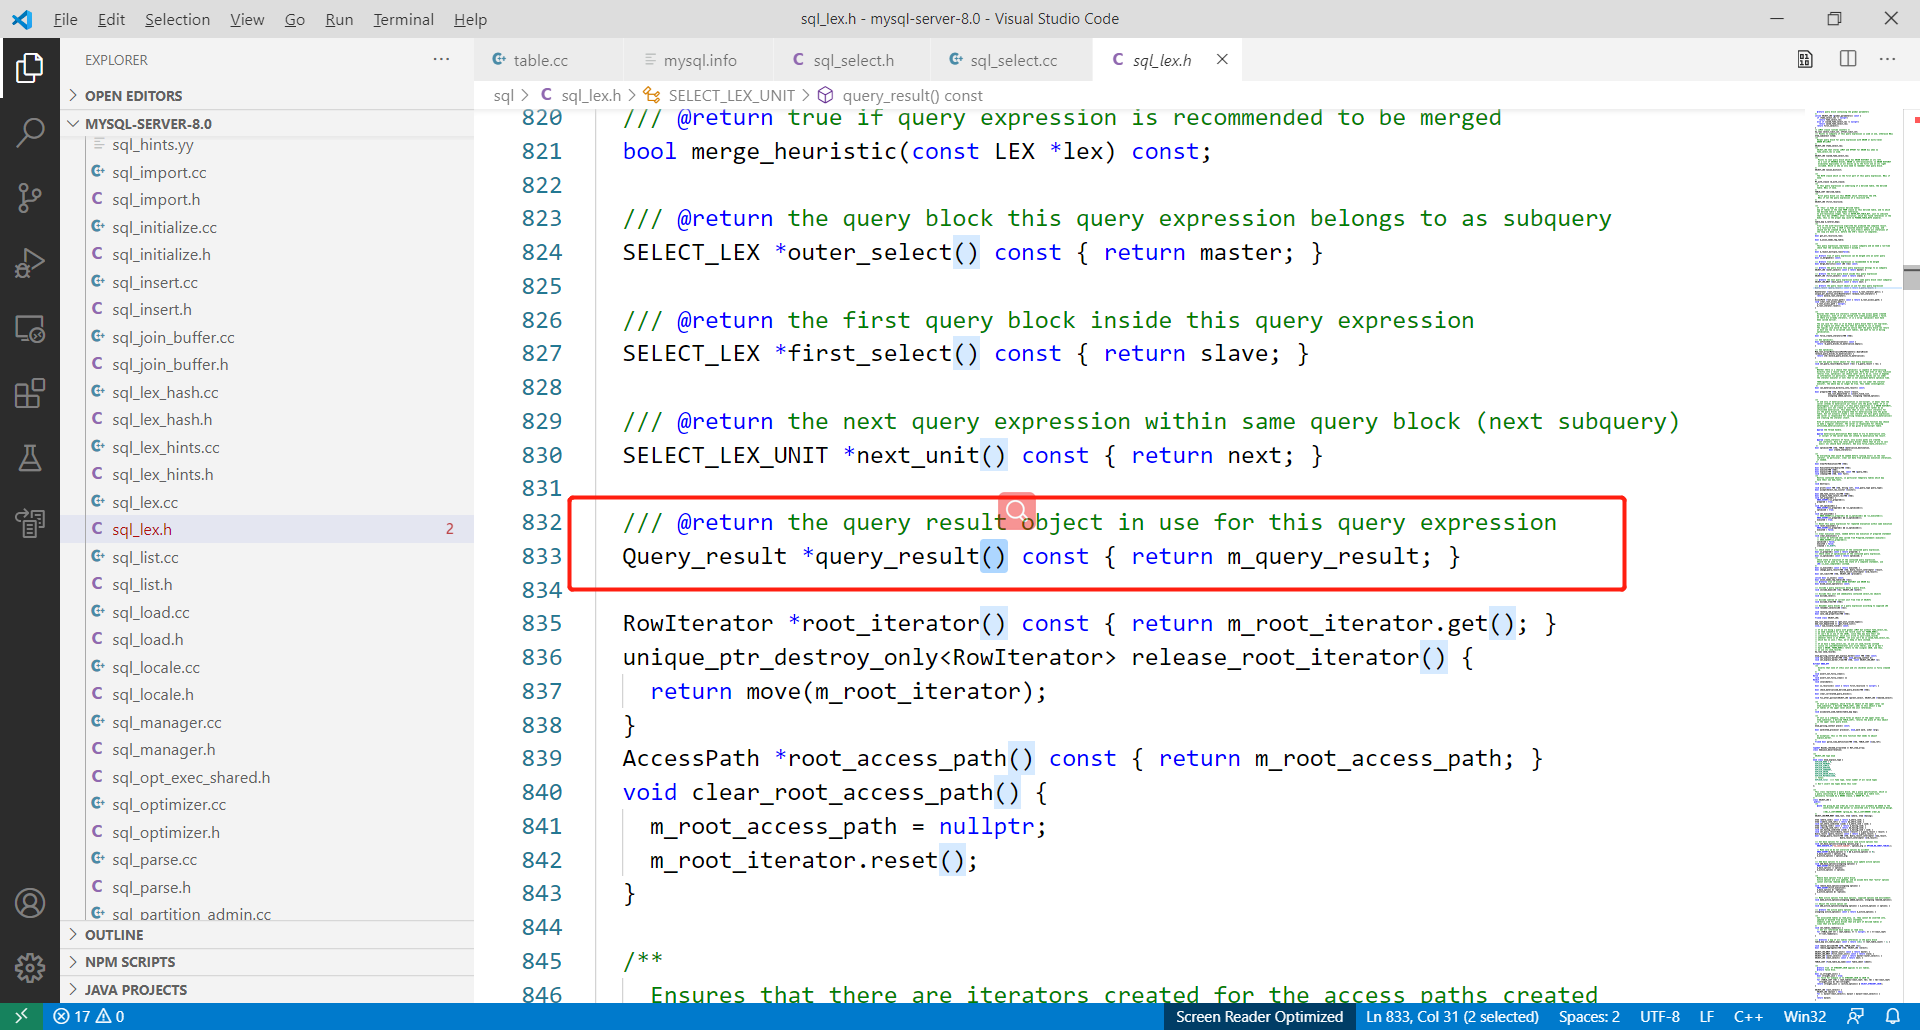 File Edit Selection View Go Run Terminal Help
sql_lex.h - mysql-server-8.0 - Visual Studio Code
EXPLORER
OPEN EDITORS
MYSQL-SERVER-8.0
sql_hints.yy
sql_import.cc
sql_import.h
sql_initialize.cc
sql_initialize.h
sql_insert.cc
sql_insert.h
sql_join_buffer.cc
sql_join_buffer.h
sql_lex_hash.cc
sql_lex_hash.h
sql_lex_hints.cc
sql_lex_hints.h
sql_lex.cc
sql_lex.h 2
sql_list.cc
sql_list.h
sql_load.cc
sql_load.h
sql_locale.cc
sql_locale.h
sql_manager.cc
sql_manager.h
sql_opt_exec_shared.h
sql_optimizer.cc
sql_optimizer.h
sql_parse.cc
sql_parse.h
sql_partition_admin.cc
OUTLINE
NPM SCRIPTS
JAVA PROJECTS
table.cc mysql.info sql_select.h sql_select.cc sql_lex.h
sql > sql_lex.h > SELECT_LEX_UNIT > query_result() const
820 /// @return true if query expression is recommended to be merged
821 bool merge_heuristic(const LEX *lex) const;
822
823 /// @return the query block this query expression belongs to as subquery
824 SELECT_LEX *outer_select() const { return master; }
825
826 /// @return the first query block inside this query expression
827 SELECT_LEX *first_select() const { return slave; }
828
829 /// @return the next query expression within same query block (next subquery)
830 SELECT_LEX_UNIT *next_unit() const { return next; }
831
832 /// @return the query result object in use for this query expression
833 Query_result *query_result() const { return m_query_result; }
834
835 RowIterator *root_iterator() const { return m_root_iterator.get(); }
836 unique_ptr_destroy_only<RowIterator> release_root_iterator() {
837 return move(m_root_iterator);
838 }
839 AccessPath *root_access_path() const { return m_root_access_path; }
840 void clear_root_access_path() {
841 m_root_access_path = nullptr;
842 m_root_iterator.reset();
843 }
844
845 /**
846 Ensures that there are iterators created for the access paths created
17 0
Screen Reader Optimized Ln 833, Col 31 (2 selected) Spaces: 2 UTF-8 LF C++ Win32